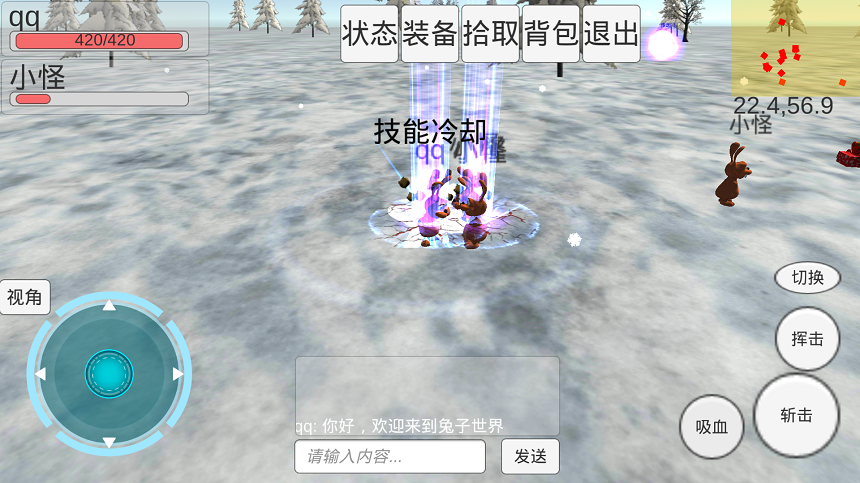 qq
420/420
小怪
状态 装备 拾取 背包 退出
22.4,56.9
小怪
技能冷却
qq 小怪
视角
切换
挥击
斩击
吸血
qq: 你好，欢迎来到兔子世界
请输入内容...
发送